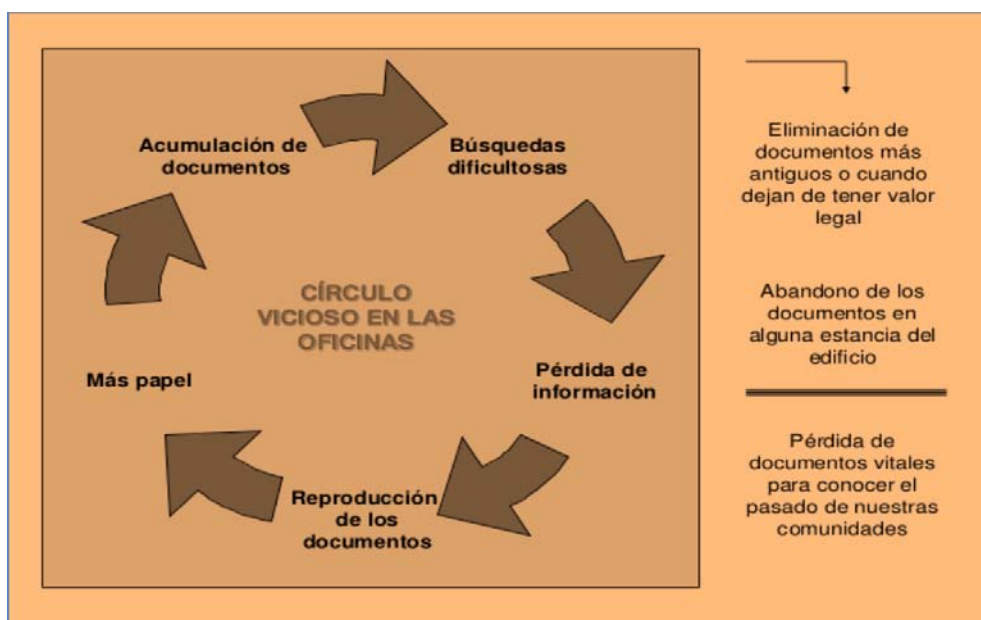 Acumulación de
documentos
Búsquedas
dificultosas
Pérdida de
información
Reproducción
de los
documentos
Más papel
CÍRCULO
VICIOSO EN LAS
OFICINAS
Eliminación de
documentos más
antiguos o cuando
dejan de tener valor
legal
Abandono de los
documentos en
alguna estancia del
edificio
Pérdida de
documentos vitales
para conocer el
pasado de nuestras
comunidades